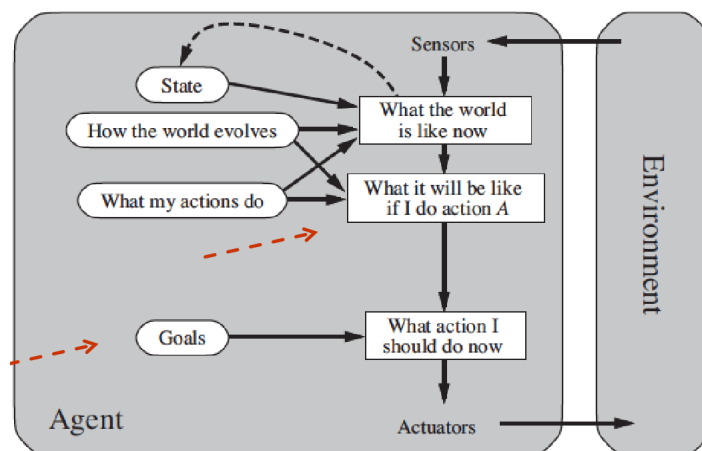 Sensors
State
What the world
is like now
How the world evolves
What it will be like
if I do action A
What my actions do
Goals
What action I
should do now
Agent
Actuators
Environment